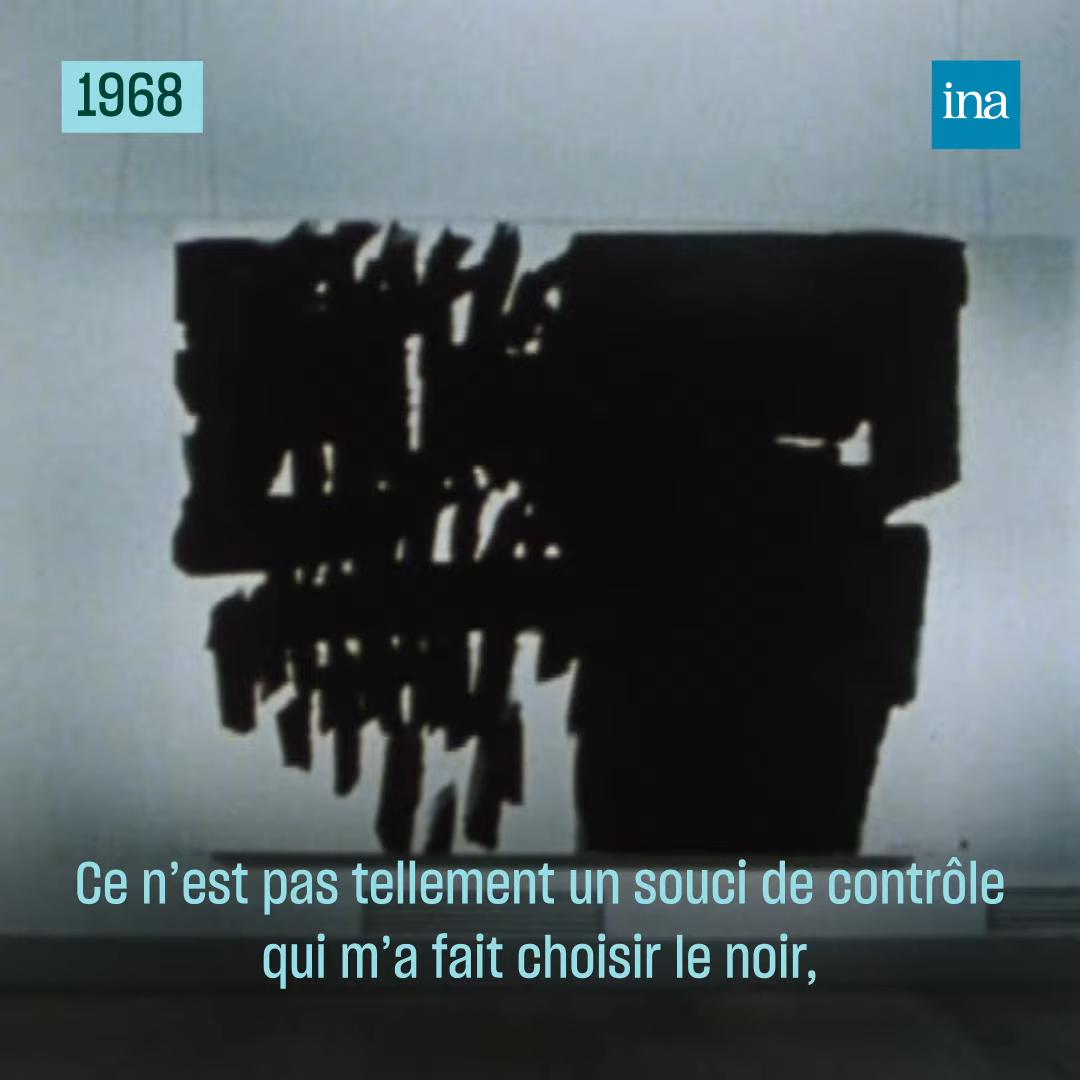 1968
ina
Ce n’est pas tellement un souci de contrôle
qui m’a fait choisir le noir,